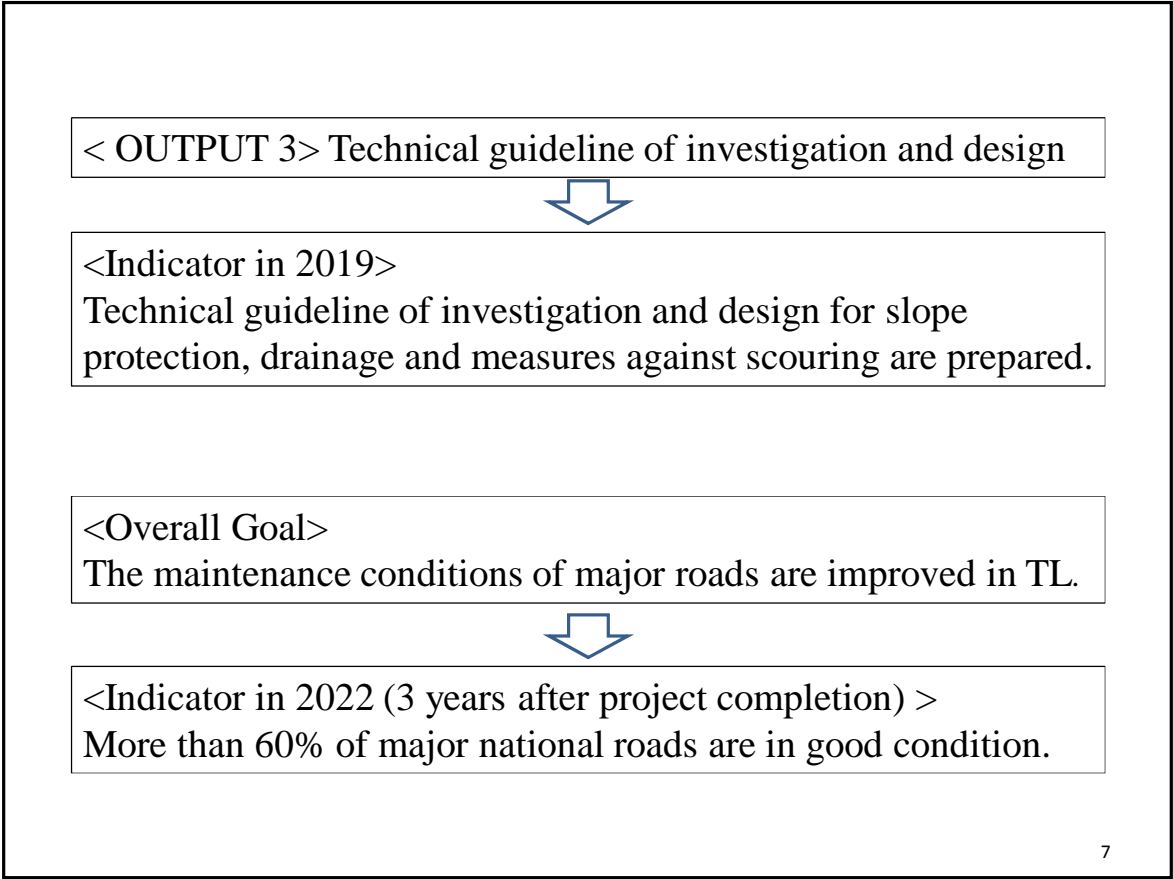 < OUTPUT 3> Technical guideline of investigation and design
<Indicator in 2019>
Technical guideline of investigation and design for slope
protection, drainage and measures against scouring are prepared.
<Overall Goal>
The maintenance conditions of major roads are improved in TL.
<Indicator in 2022 (3 years after project completion) >
More than 60% of major national roads are in good condition.
7